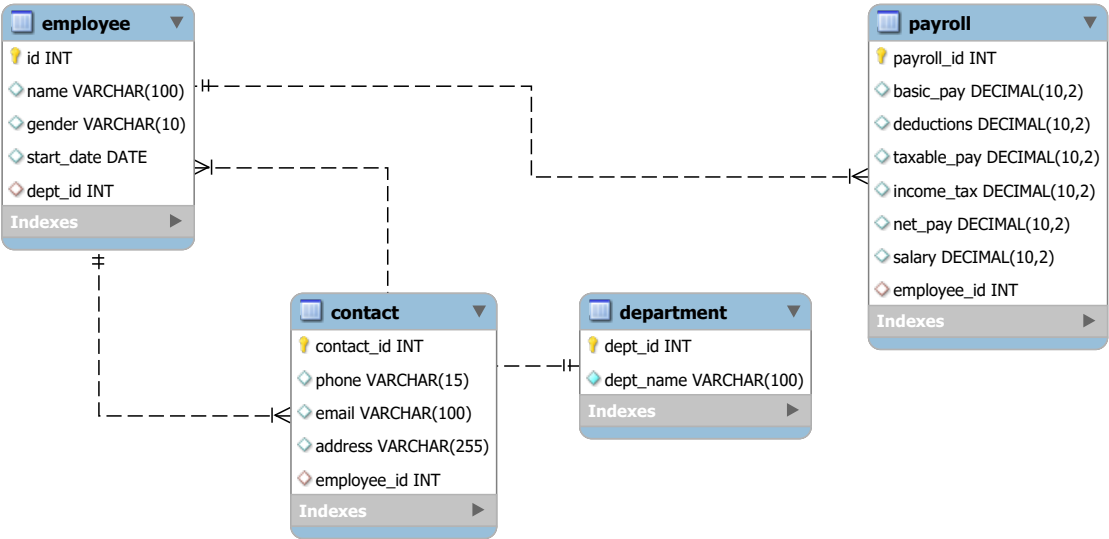 employee
id INT
name VARCHAR(100)
gender VARCHAR(10)
start_date DATE
dept_id INT
Indexes
payroll
payroll_id INT
basic_pay DECIMAL(10,2)
deductions DECIMAL(10,2)
taxable_pay DECIMAL(10,2)
income_tax DECIMAL(10,2)
net_pay DECIMAL(10,2)
salary DECIMAL(10,2)
employee_id INT
Indexes
contact
contact_id INT
phone VARCHAR(15)
email VARCHAR(100)
address VARCHAR(255)
employee_id INT
Indexes
department
dept_id INT
dept_name VARCHAR(100)
Indexes